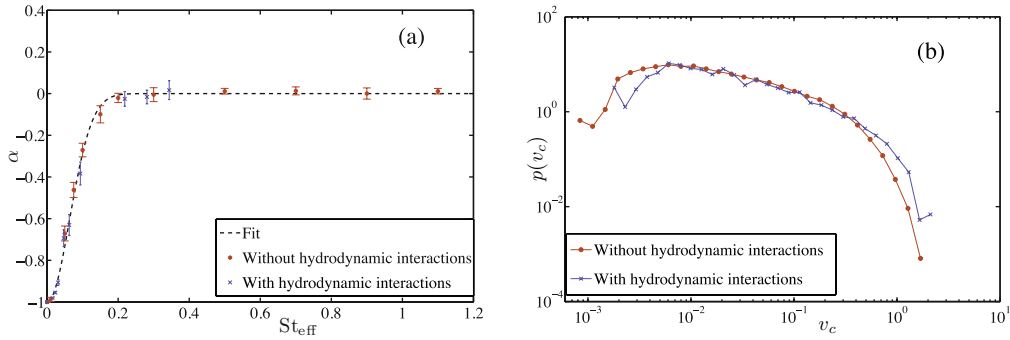 (a)
0.4
0.2
0
−0.2
−0.4
−0.6
−0.8
−1
α
0 0.2 0.4 0.6 0.8 1 1.2
St_eff
Fit
Without hydrodynamic interactions
With hydrodynamic interactions
(b)
10^2
10^0
10^−2
10^−4
p(v_c)
10^−3 10^−2 10^−1 10^0 10^1
v_c
Without hydrodynamic interactions
With hydrodynamic interactions